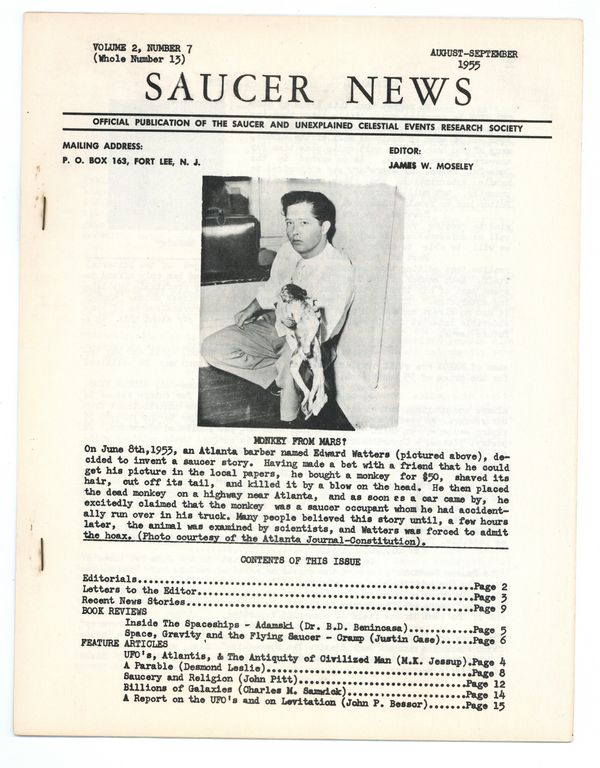 VOLUME 2, NUMBER 7
(Whole Number 13)
AUGUST-SEPTEMBER
1955
SAUCER NEWS
OFFICIAL PUBLICATION OF THE SAUCER AND UNEXPLAINED CELESTIAL EVENTS RESEARCH SOCIETY
MAILING ADDRESS:
P. O. BOX 163, FORT LEE, N. J.
EDITOR:
JAMES W. MOSELEY
MONKEY FROM MARS?
On June 8th,1953, an Atlanta barber named Edward Watters (pictured above), de-
cided to invent a saucer story. Having made a bet with a friend that he could
get his picture in the local papers, he bought a monkey for $50, shaved its
hair, cut off its tail, and killed it by a blow on the head. He then placed
the dead monkey on a highway near Atlanta, and as soon as a car came by, he
excitedly claimed that the monkey was a saucer occupant whom he had accident-
ally run over in his truck. Many people believed this story until, a few hours
later, the animal was examined by scientists, and Watters was forced to admit
the hoax. (Photo courtesy of the Atlanta Journal-Constitution).
CONTENTS OF THIS ISSUE
Editorials..................................................Page 2
Letters to the Editor.......................................Page 3
Recent News Stories.........................................Page 9
BOOK REVIEWS
Inside The Spaceships - Adamski (Dr. B.D. Benincasa)...........Page 5
Space, Gravity and the Flying Saucer - Cramp (Justin Case)......Page 6
FEATURE ARTICLES
UFO's, Atlantis, & The Antiquity of Civilized Man (M.K. Jessup).Page 4
A Parable (Desmond Leslie)......................................Page 8
Saucery and Religion (John Pitt)................................Page 12
Billions of Galaxies (Charles M. Samwick).......................Page 14
A Report on the UFO's and on Levitation (John P. Bessor).......Page 15